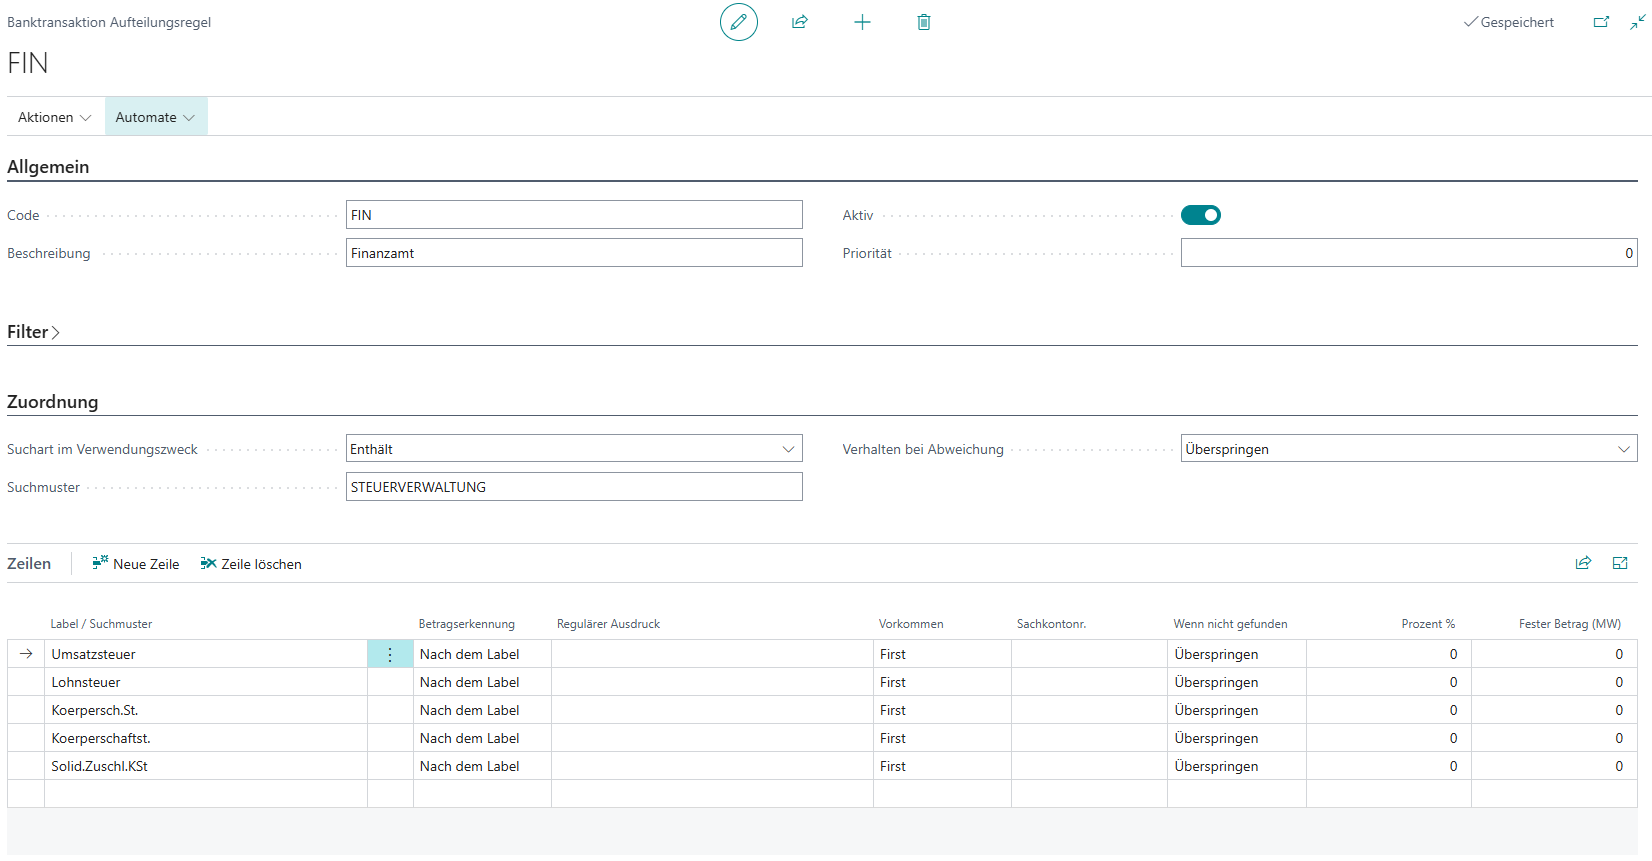 Banktransaktion Aufteilungsregel
Gespeichert
FIN
Aktionen Automate
Allgemein
Code FIN Aktiv
Beschreibung Finanzamt Priorität 0
Filter
Zuordnung
Suchart im Verwendungszweck Enthält Verhalten bei Abweichung Überspringen
Suchmuster STEUERVERWALTUNG
Zeilen Neue Zeile Zeile löschen
Label / Suchmuster Betragserkennung Regulärer Ausdruck Vorkommen Sachkontonr. Wenn nicht gefunden Prozent % Fester Betrag (MW)
Umsatzsteuer Nach dem Label First Überspringen 0 0
Lohnsteuer Nach dem Label First Überspringen 0 0
Koerpersch.St. Nach dem Label First Überspringen 0 0
Koerperschaftst. Nach dem Label First Überspringen 0 0
Solid.Zuschl.KSt Nach dem Label First Überspringen 0 0